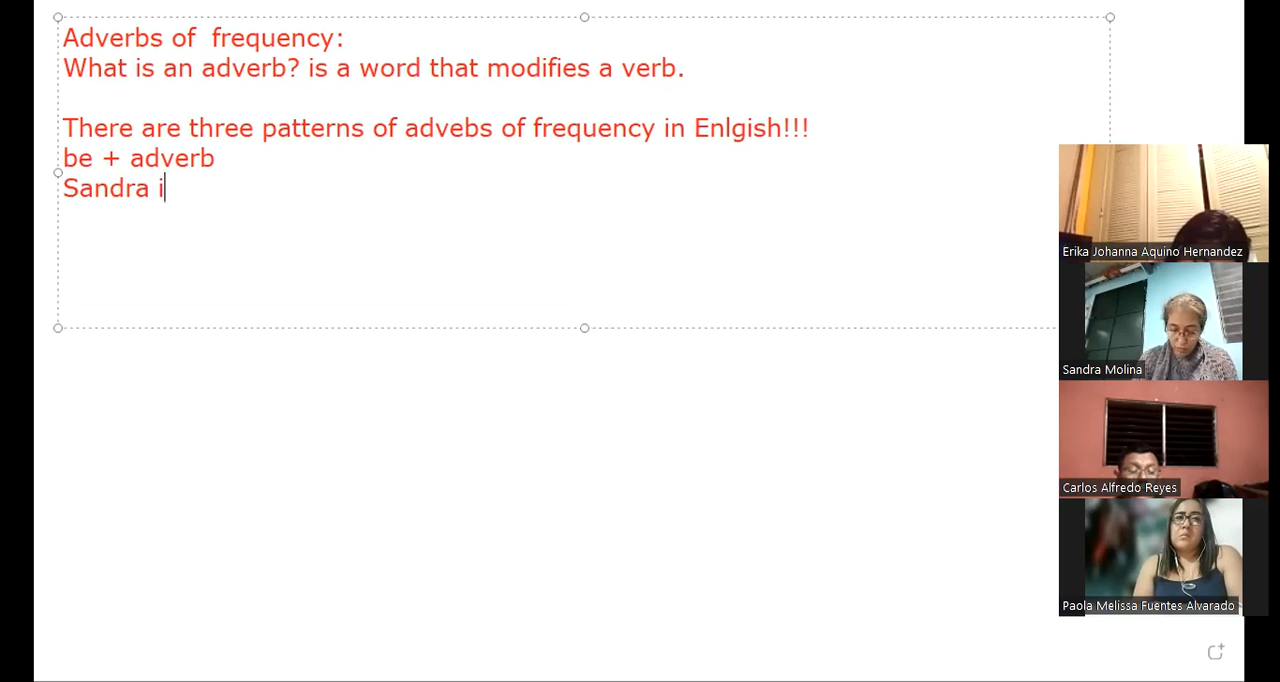 Adverbs of  frequency:
What is an adverb? is a word that modifies a verb.
There are three patterns of advebs of frequency in Enlgish!!!
be + adverb
Sandra i
Erika Johanna Aquino Hernandez
Sandra Molina
Carlos Alfredo Reyes
Paola Melissa Fuentes Alvarado